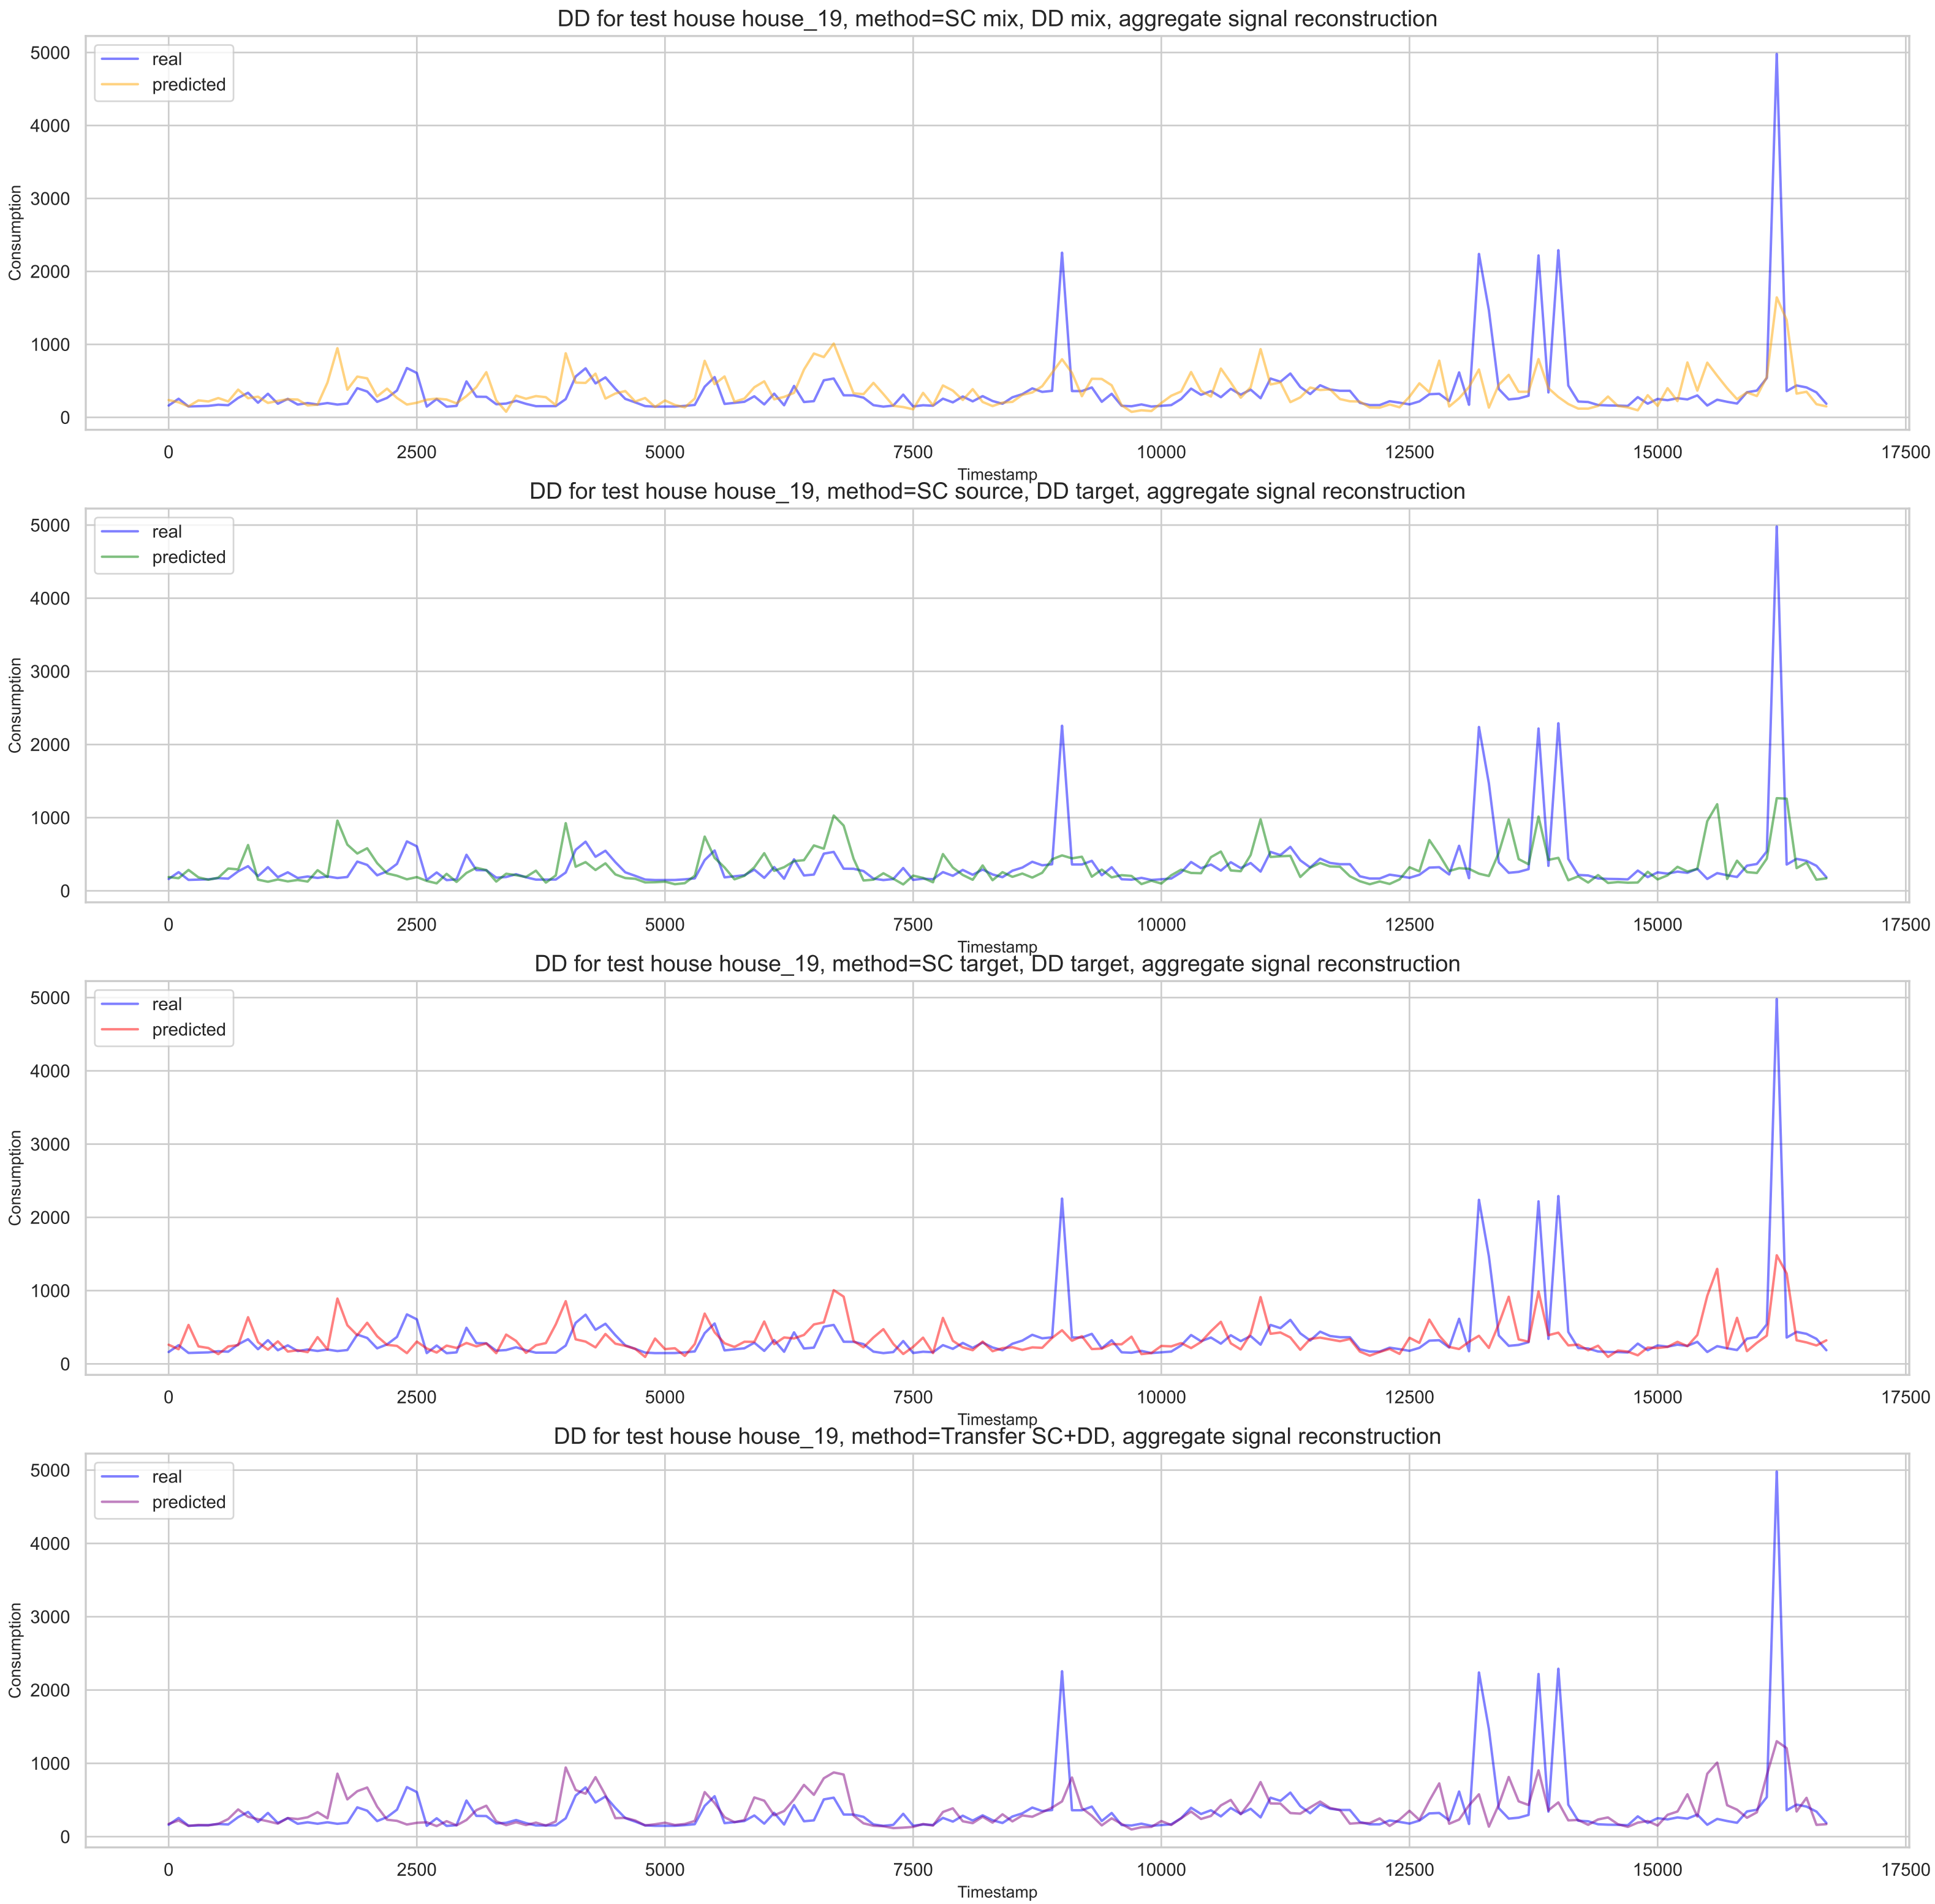 DD for test house house_19, method=SC mix, DD mix, aggregate signal reconstruction
real
predicted
5000
4000
3000
2000
1000
0
Consumption
0 2500 5000 7500 10000 12500 15000 17500
Timestamp
DD for test house house_19, method=SC source, DD target, aggregate signal reconstruction
real
predicted
5000
4000
3000
2000
1000
0
Consumption
0 2500 5000 7500 10000 12500 15000 17500
Timestamp
DD for test house house_19, method=SC target, DD target, aggregate signal reconstruction
real
predicted
5000
4000
3000
2000
1000
0
Consumption
0 2500 5000 7500 10000 12500 15000 17500
Timestamp
DD for test house house_19, method=Transfer SC+DD, aggregate signal reconstruction
real
predicted
5000
4000
3000
2000
1000
0
Consumption
0 2500 5000 7500 10000 12500 15000 17500
Timestamp